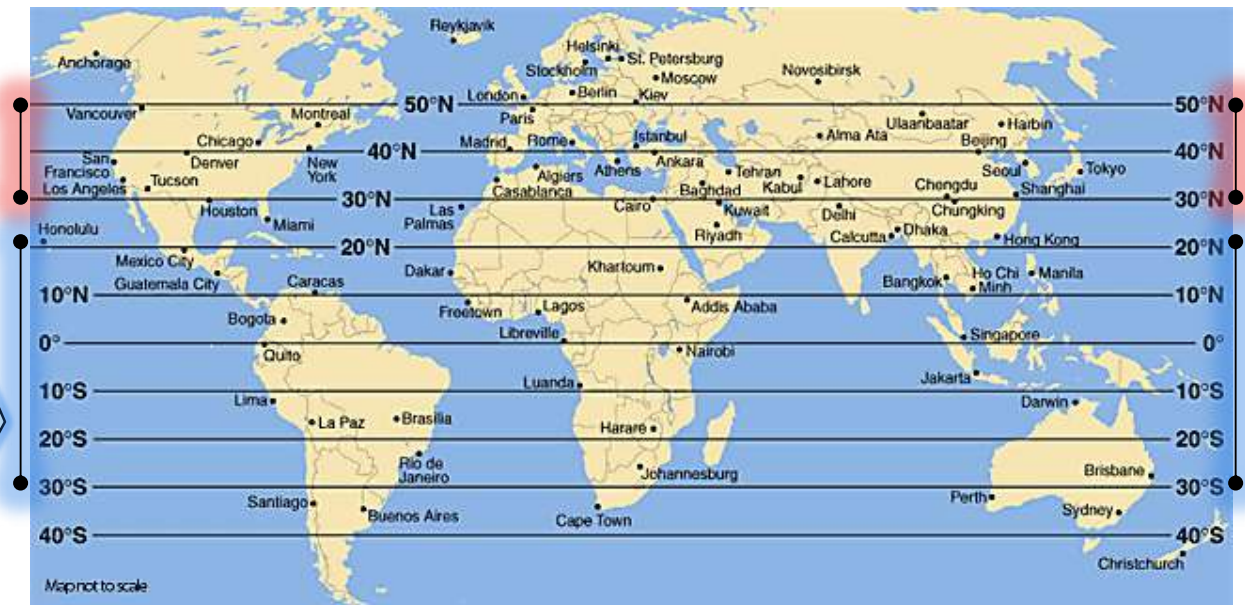 Reykjavik
Helsinki
Anchorage
St. Petersburg
Stockholm
Moscow
Novosibirsk
London
Berlin
Kiev
50°N
50°N
50°N
Vancouver
Montreal
Paris
Ulaanbaatar
Harbin
Chicago
Madrid
Rome
Istanbul
Alma Ata
Beijing
40°N
40°N
40°N
San
Francisco
Denver
New
York
Algiers
Athens
Ankara
Tehran
Seoul
Tokyo
Los Angeles
Tucson
Casablanca
Baghdad
Kabul
Lahore
Chengdu
Shanghai
30°N
30°N
30°N
Houston
Miami
Las
Palmas
Cairo
Kuwait
Delhi
Chungking
Honolulu
Riyadh
Calcutta
Dhaka
Hong Kong
20°N
20°N
20°N
Mexico City
Guatemala City
Caracas
Dakar
Khartoum
Bangkok
Ho Chi
Minh
Manila
10°N
10°N
Bogota
Freetown
Lagos
Addis Ababa
Libreville
Singapore
0°
0°
Quito
Nairobi
Luanda
Jakarta
10°S
10°S
Lima
Darwin
La Paz
Brasilia
Harare
20°S
20°S
Rio de
Janeiro
Johannesburg
Brisbane
30°S
30°S
Santiago
Buenos Aires
Cape Town
Perth
Sydney
40°S
40°S
Christchurch
Map not to scale